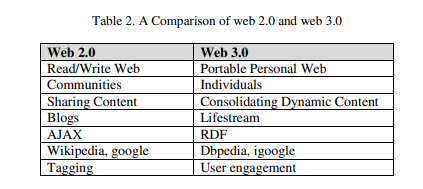 Table 2. A Comparison of web 2.0 and web 3.0
Web 2.0 Web 3.0
Read/Write Web Portable Personal Web
Communities Individuals
Sharing Content Consolidating Dynamic Content
Blogs Lifestream
AJAX RDF
Wikipedia, google Dbpedia, igoogle
Tagging User engagement